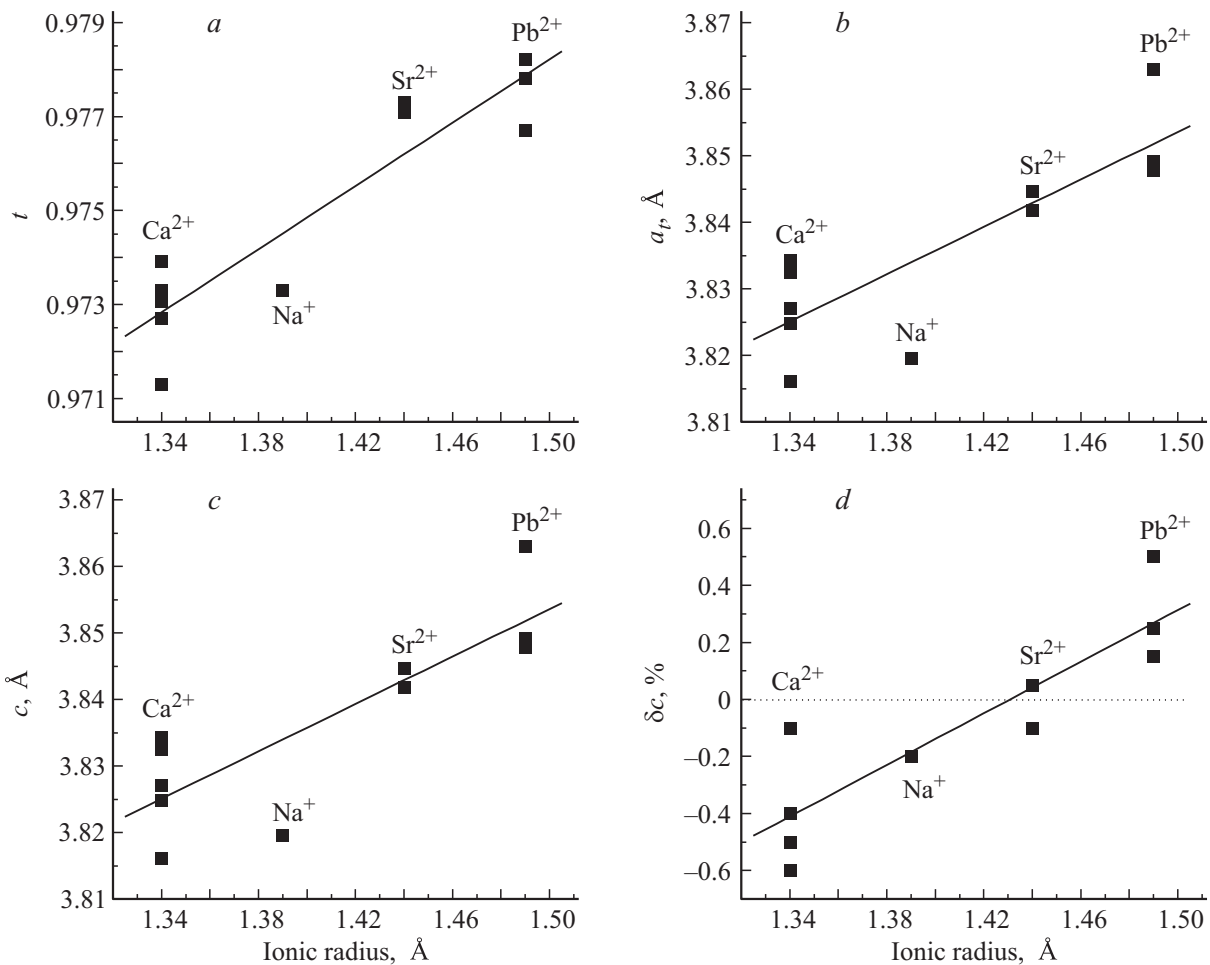 a
0.979
0.977
0.975
0.973
0.971
t
Ca2+
Na+
Sr2+
Pb2+
1.34 1.38 1.42 1.46 1.50
b
3.87
3.86
3.85
3.84
3.83
3.82
3.81
at, Å
Ca2+
Na+
Sr2+
Pb2+
1.34 1.38 1.42 1.46 1.50
c
3.87
3.86
3.85
3.84
3.83
3.82
3.81
c, Å
Ca2+
Na+
Sr2+
Pb2+
1.34 1.38 1.42 1.46 1.50
Ionic radius, Å
d
0.6
0.4
0.2
0
–0.2
–0.4
–0.6
δc, %
Ca2+
Na+
Sr2+
Pb2+
1.34 1.38 1.42 1.46 1.50
Ionic radius, Å